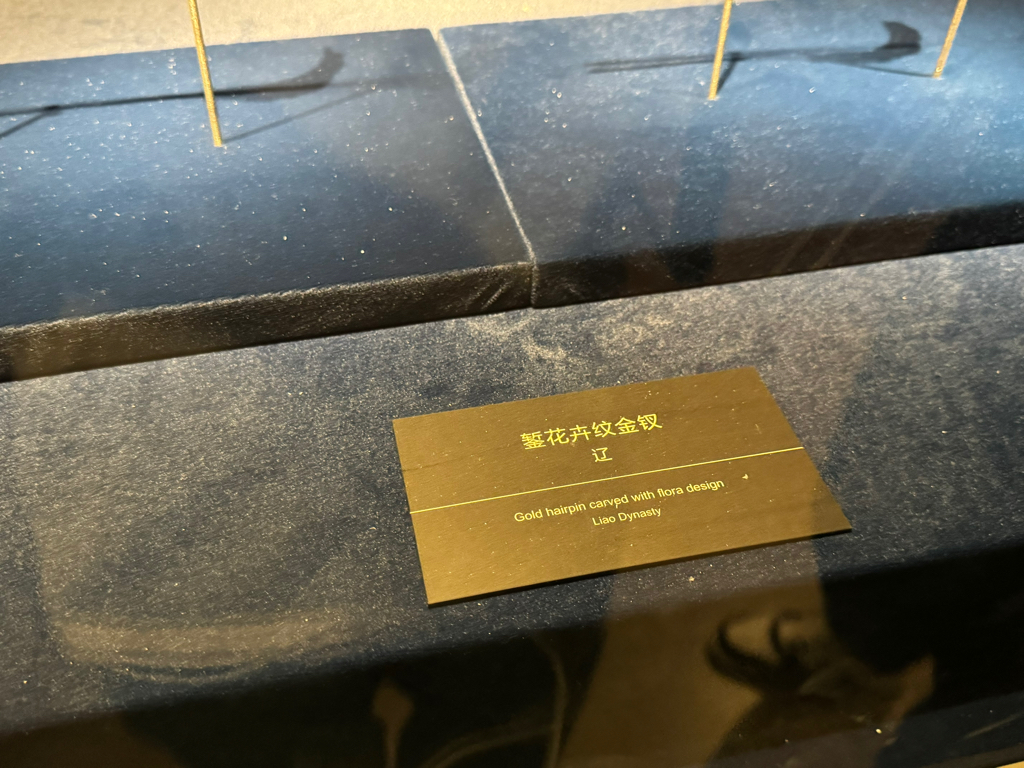 錾花卉纹金钗
辽
Gold hairpin carved with flora design
Liao Dynasty